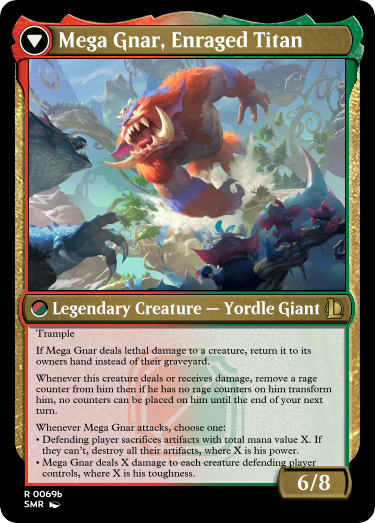 Mega Gnar, Enraged Titan
Legendary Creature — Yordle Giant
Trample
If Mega Gnar deals lethal damage to a creature, return it to its
owners hand instead of their graveyard.
Whenever this creature deals or receives damage, remove a rage
counter from him then if he has no rage counters on him transform
him, no counters can be placed on him until the end of your next
turn.
Whenever Mega Gnar attacks, choose one:
• Defending player sacrifices artifacts with total mana value X. If
they can't, destroy all their artifacts, where X is his power.
• Mega Gnar deals X damage to each creature defending player
controls, where X is his toughness.
6/8
R 0069b
SMR